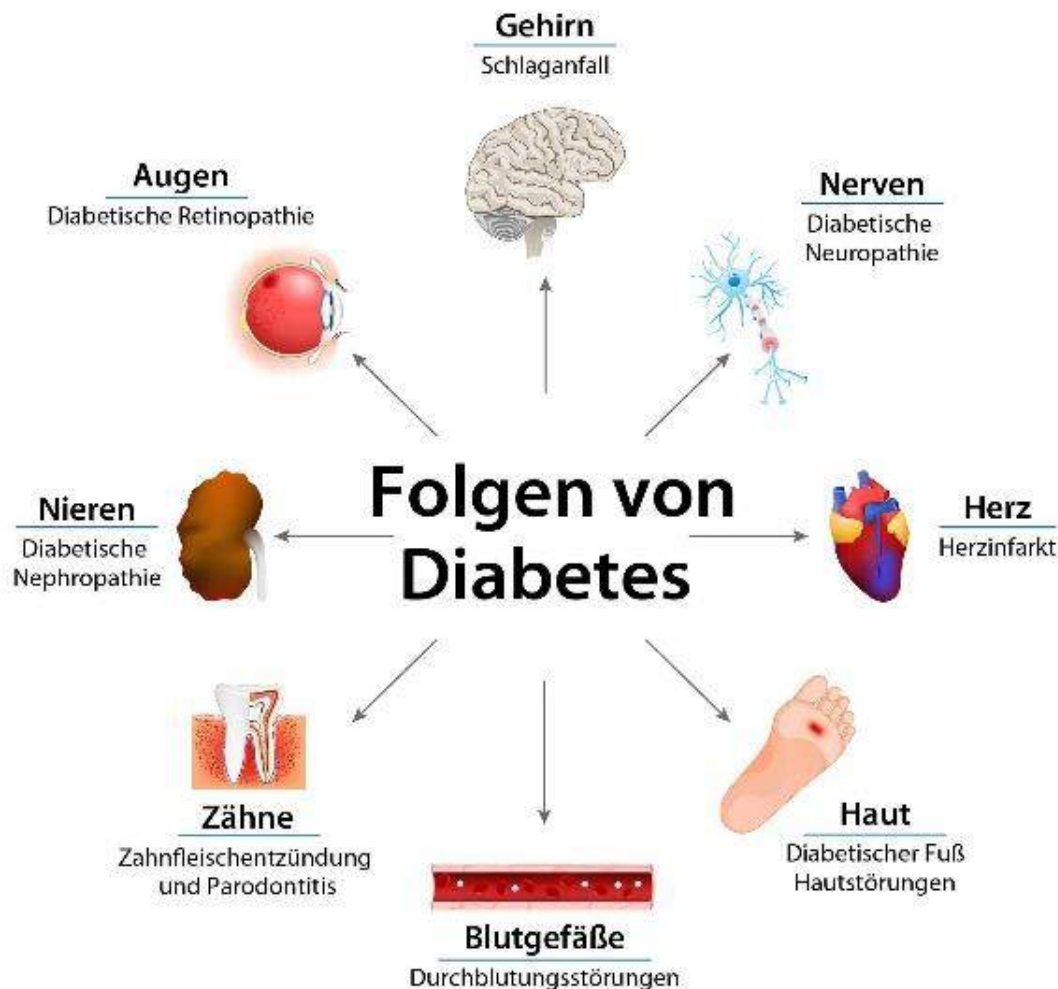 Gehirn
Schlaganfall
Augen
Diabetische Retinopathie
Nerven
Diabetische
Neuropathie
Folgen von
Diabetes
Nieren
Diabetische
Nephropathie
Herz
Herzinfarkt
Zähne
Zahnfleischentzündung
und Parodontitis
Haut
Diabetischer Fuß
Hautstörungen
Blutgefäße
Durchblutungsstörungen